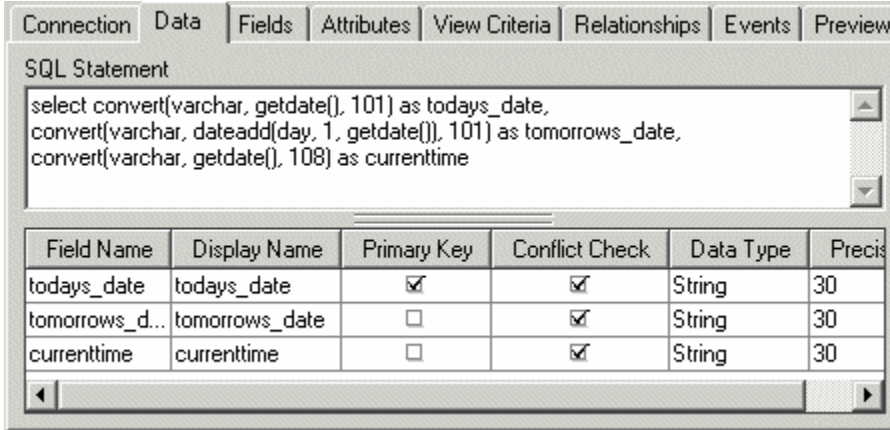 Connection Data Fields Attributes View Criteria Relationships Events Preview
SQL Statement
select convert(varchar, getdate(), 101) as todays_date,
convert(varchar, dateadd(day, 1, getdate()), 101) as tomorrows_date,
convert(varchar, getdate(), 108) as currenttime
Field Name Display Name Primary Key Conflict Check Data Type Precis
todays_date todays_date String 30
tomorrows_d... tomorrows_date String 30
currenttime currenttime String 30